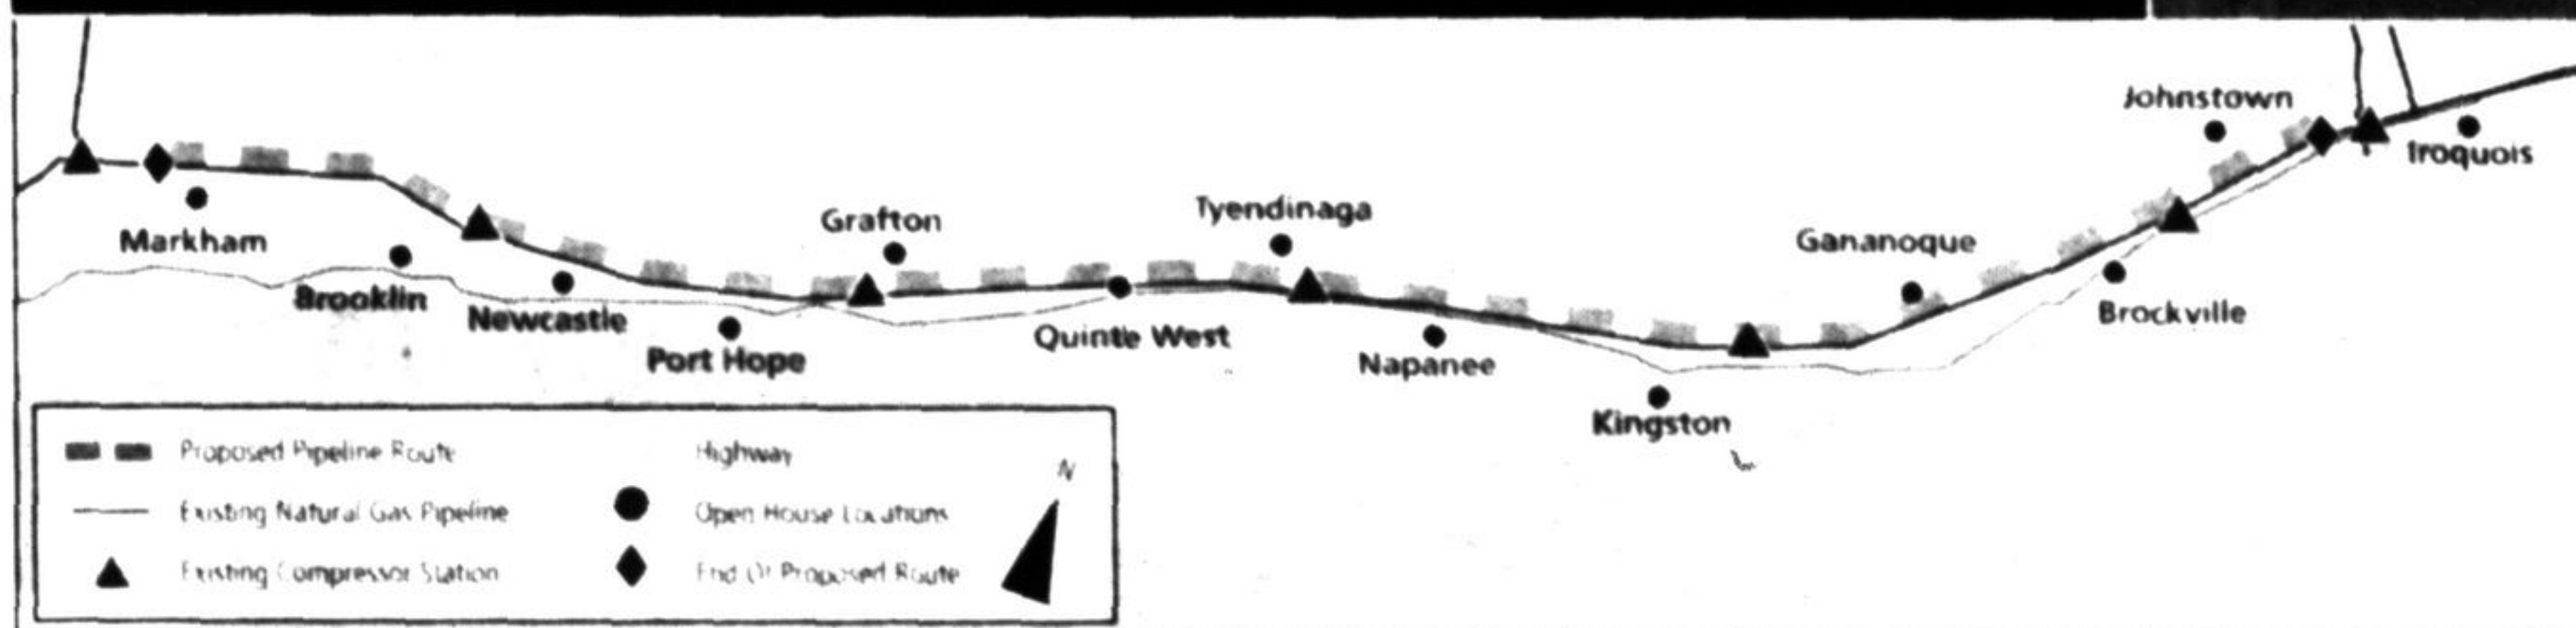 Johnstown
Iroquois
Tyendinaga
Grafton
Gananoque
Markham
Brooklin
Newcastle
Port Hope
Quinte West
Napanee
Kingston
Brockville
Proposed Pipeline Route
Highway
N
Existing Natural Gas Pipeline
Open House Locations
Existing Compressor Station
End Of Proposed Route